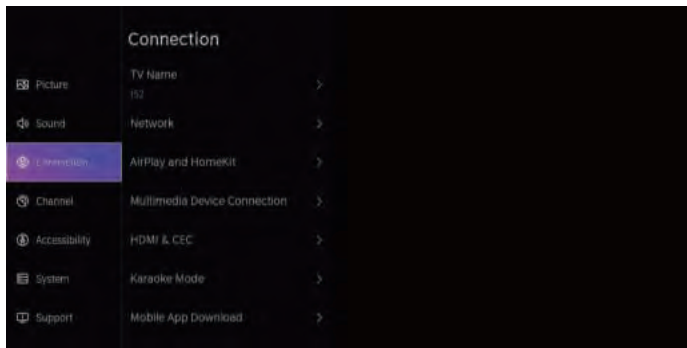 Connection
Picture
Sound
Connection
Channel
Accessibility
System
Support
TV Name
Network
AirPlay and HomeKit
Multimedia Device Connection
HDMI & CEC
Karaoke Mode
Mobile App Download